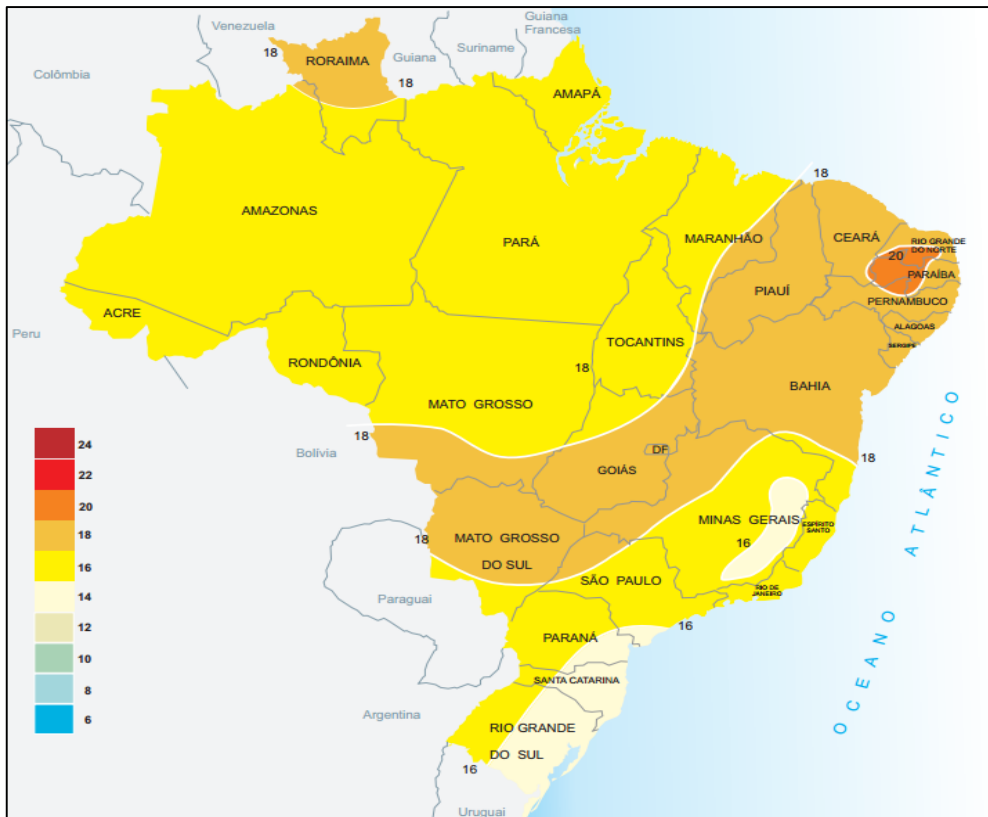 Venezuela
Guiana
Francesa
Suriname
Guiana
18
RORAIMA
Colômbia
18
AMAPÁ
18
AMAZONAS
PARÁ
MARANHÃO
CEARÁ
RIO GRANDE
DO NORTE
20
PARAÍBA
PIAUÍ
PERNAMBUCO
ACRE
ALAGOAS
Peru
TOCANTINS
SERGIPE
RONDÔNIA
18
BAHIA
MATO GROSSO
18
Bolívia
DF
18
GOIÁS
MINAS GERAIS
ESPÍRITO
SANTO
18
MATO GROSSO
DO SUL
16
SÃO PAULO
RIO DE
JANEIRO
Paraguai
16
PARANÁ
SANTA CATARINA
Argentina
RIO GRANDE
DO SUL
16
Uruguai
OCEANO ATLÂNTICO
24
22
20
18
16
14
12
10
8
6